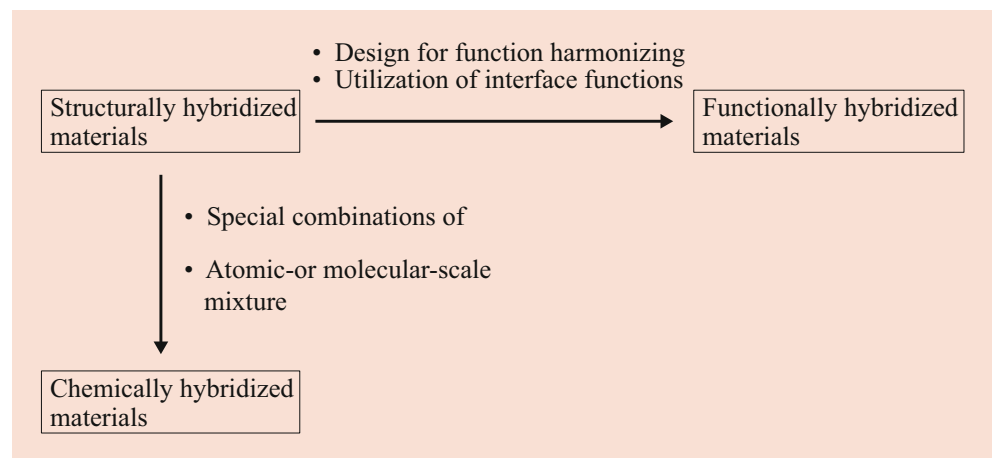 • Design for function harmonizing
• Utilization of interface functions
Structurally hybridized
materials
Functionally hybridized
materials
• Special combinations of
• Atomic-or molecular-scale
mixture
Chemically hybridized
materials